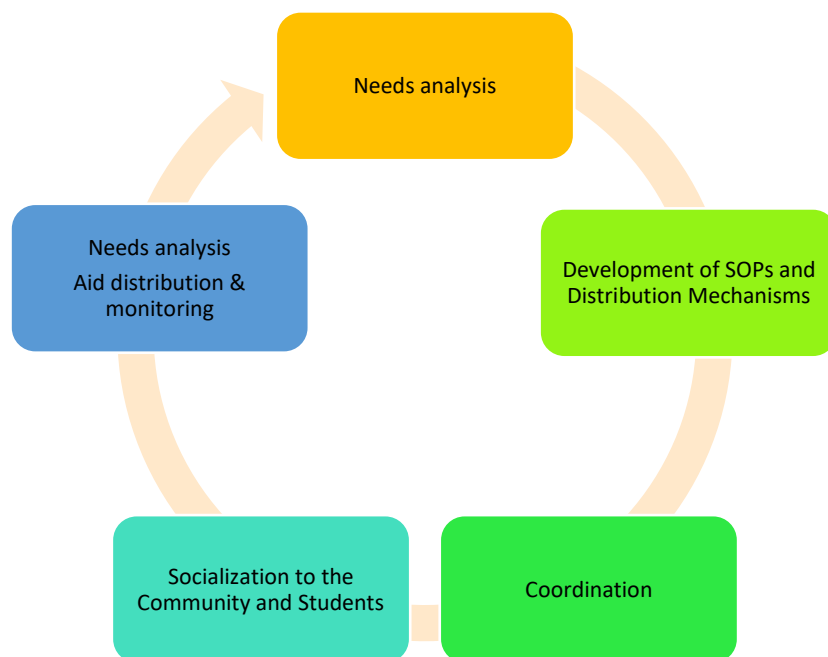 Needs analysis
Development of SOPs and
Distribution Mechanisms
Coordination
Socialization to the
Community and Students
Needs analysis
Aid distribution &
monitoring